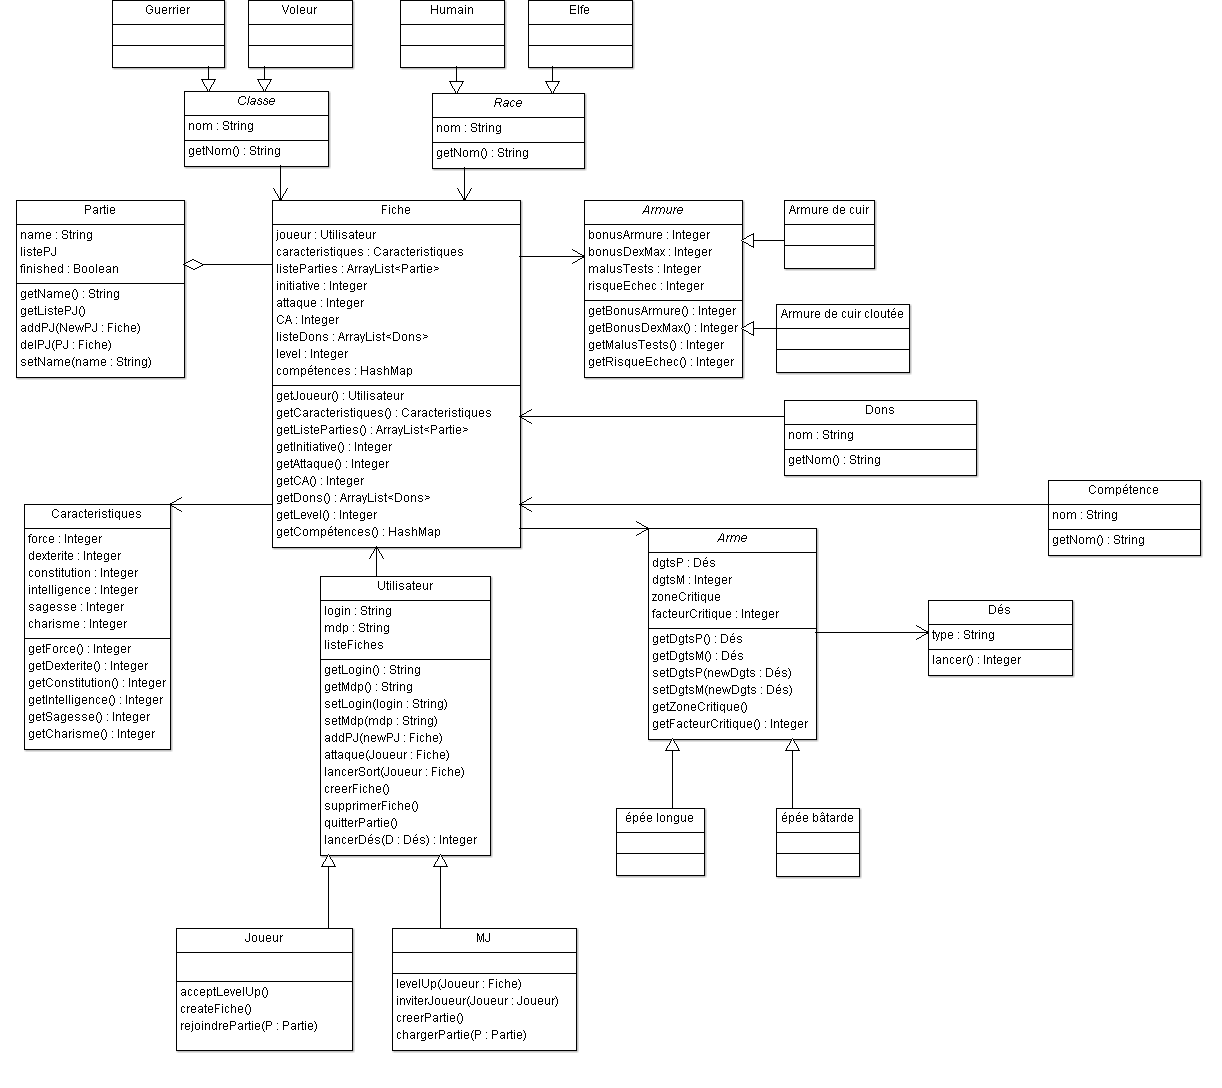 Guerrier
Voleur
Humain
Elfe
Classe
nom : String
getNom() : String
Race
nom : String
getNom() : String
Partie
name : String
listePJ
finished : Boolean
getName() : String
getListePJ()
addPJ(NewPJ : Fiche)
delPJ(PJ : Fiche)
setName(name : String)
Fiche
joueur : Utilisateur
caracteristiques : Caracteristiques
listeParties : ArrayList<Partie>
initiative : Integer
attaque : Integer
CA : Integer
listeDons : ArrayList<Dons>
level : Integer
compétences : HashMap
getJoueur() : Utilisateur
getCaracteristiques() : Caracteristiques
getListeParties() : ArrayList<Partie>
getInitiative() : Integer
getAttaque() : Integer
getCA() : Integer
getDons() : ArrayList<Dons>
getLevel() : Integer
getCompétences() : HashMap
Armure
bonusArmure : Integer
bonusDexMax : Integer
malusTests : Integer
risqueEchec : Integer
getBonusArmure() : Integer
getBonusDexMax() : Integer
getMalusTests() : Integer
getRisqueEchec() : Integer
Armure de cuir
Armure de cuir cloutée
Dons
nom : String
getNom() : String
Compétence
nom : String
getNom() : String
Caracteristiques
force : Integer
dexterite : Integer
constitution : Integer
intelligence : Integer
sagesse : Integer
charisme : Integer
getForce() : Integer
getDexterite() : Integer
getConstitution() : Integer
getIntelligence() : Integer
getSagesse() : Integer
getCharisme() : Integer
Utilisateur
login : String
mdp : String
listeFiches
getLogin() : String
getMdp() : String
setLogin(login : String)
setMdp(mdp : String)
addPJ(newPJ : Fiche)
attaque(Joueur : Fiche)
lancerSort(Joueur : Fiche)
creerFiche()
supprimerFiche()
quitterPartie()
lancerDés(D : Dés) : Integer
Arme
dgtsP : Dés
dgtsM : Integer
zoneCritique
facteurCritique : Integer
getDgtsP() : Dés
getDgtsM() : Dés
setDgtsP(newDgts : Dés)
setDgtsM(newDgts : Dés)
getZoneCritique()
getFacteurCritique() : Integer
Dés
type : String
lancer() : Integer
épée longue
épée bâtarde
Joueur
acceptLevelUp()
createFiche()
rejoindrePartie(P : Partie)
MJ
levelUp(Joueur : Fiche)
inviterJoueur(Joueur : Joueur)
creerPartie()
chargerPartie(P : Partie)